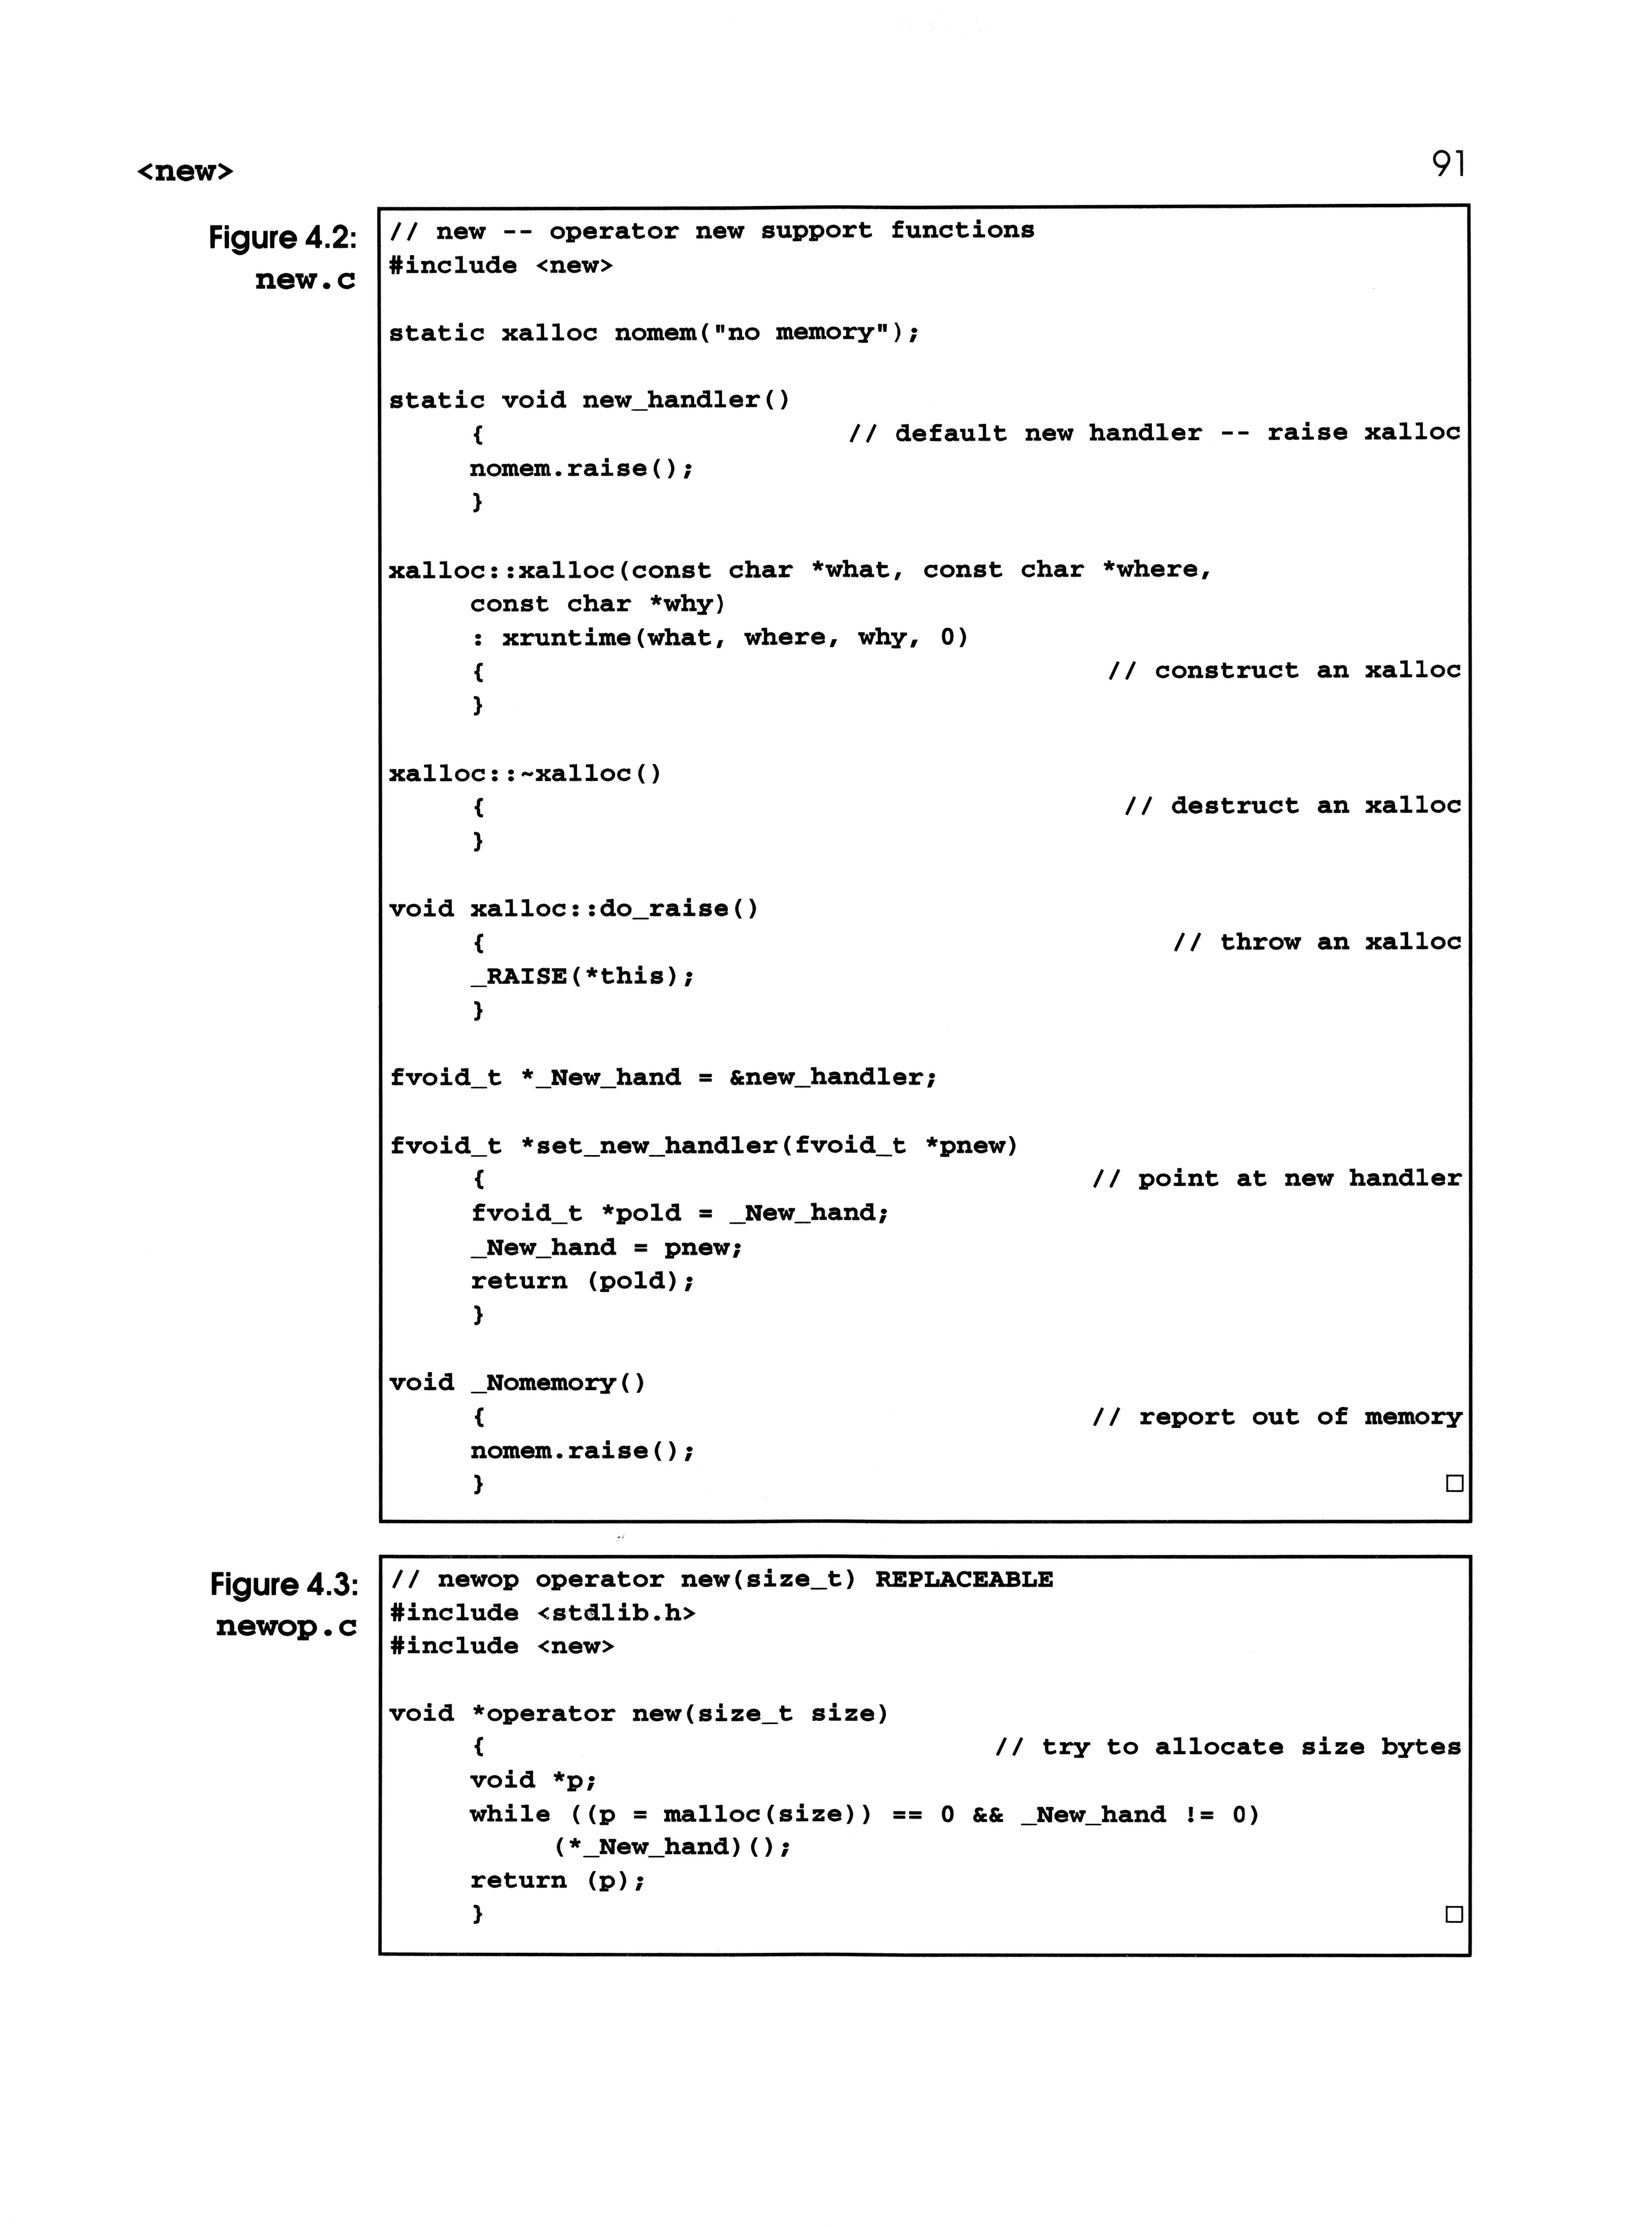 <new>
91
Figure 4.2:
new.c
// new -- operator new support functions
#include <new>
static xalloc nomem("no memory");
static void new_handler()
{ // default new handler -- raise xalloc
nomem.raise();
}
xalloc::xalloc(const char *what, const char *where,
const char *why)
: xruntime(what, where, why, 0)
{ // construct an xalloc
}
xalloc::~xalloc()
{ // destruct an xalloc
}
void xalloc::do_raise()
{ // throw an xalloc
_RAISE(*this);
}
fvoid_t *_New_hand = &new_handler;
fvoid_t *set_new_handler(fvoid_t *pnew)
{ // point at new handler
fvoid_t *pold = _New_hand;
_New_hand = pnew;
return (pold);
}
void _Nomemory()
{ // report out of memory
nomem.raise();
} □
Figure 4.3:
newop.c
// newop operator new(size_t) REPLACEABLE
#include <stdlib.h>
#include <new>
void *operator new(size_t size)
{ // try to allocate size bytes
void *p;
while ((p = malloc(size)) == 0 && _New_hand != 0)
(*_New_hand)();
return (p);
} □